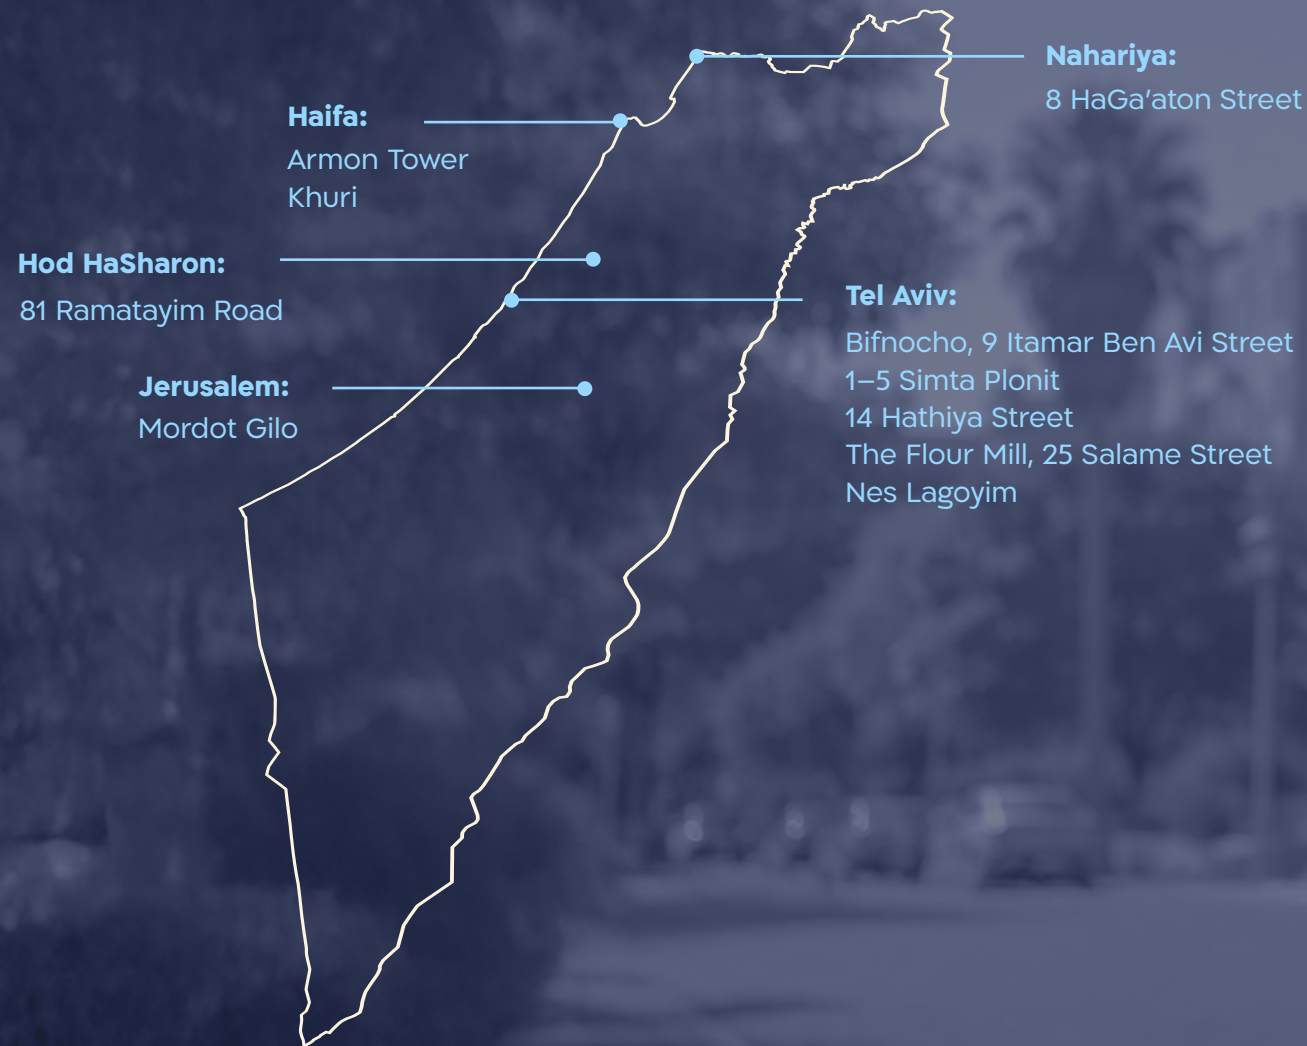 Nahariya:
8 HaGa'aton Street
Haifa:
Armon Tower
Khuri
Hod HaSharon:
81 Ramatayim Road
Tel Aviv:
Bifnocho, 9 Itamar Ben Avi Street
1–5 Simta Plonit
14 Hathiya Street
The Flour Mill, 25 Salame Street
Nes Lagoyim
Jerusalem:
Mordot Gilo